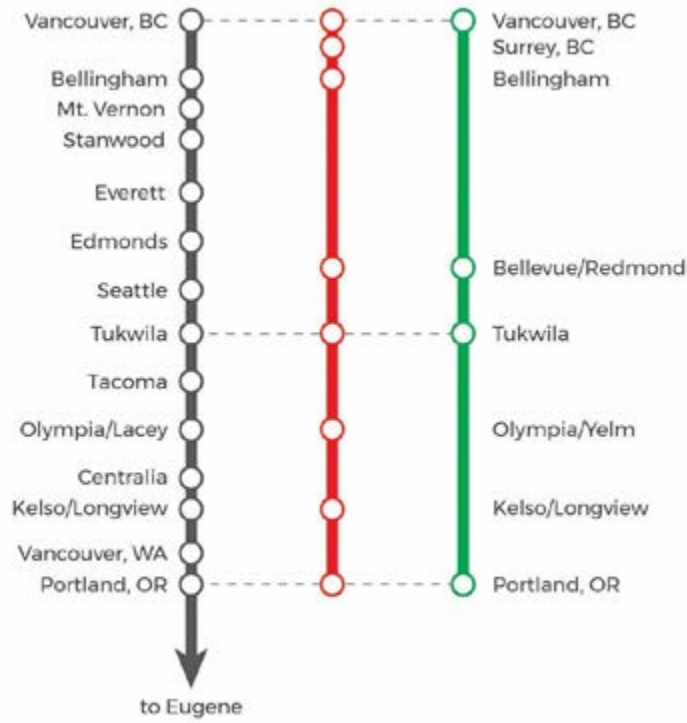 Vancouver, BC
Vancouver, BC
Surrey, BC
Bellingham
Bellingham
Mt. Vernon
Stanwood
Everett
Edmonds
Bellevue/Redmond
Seattle
Tukwila
Tukwila
Tacoma
Olympia/Lacey
Olympia/Yelm
Centralia
Kelso/Longview
Kelso/Longview
Vancouver, WA
Portland, OR
Portland, OR
to Eugene